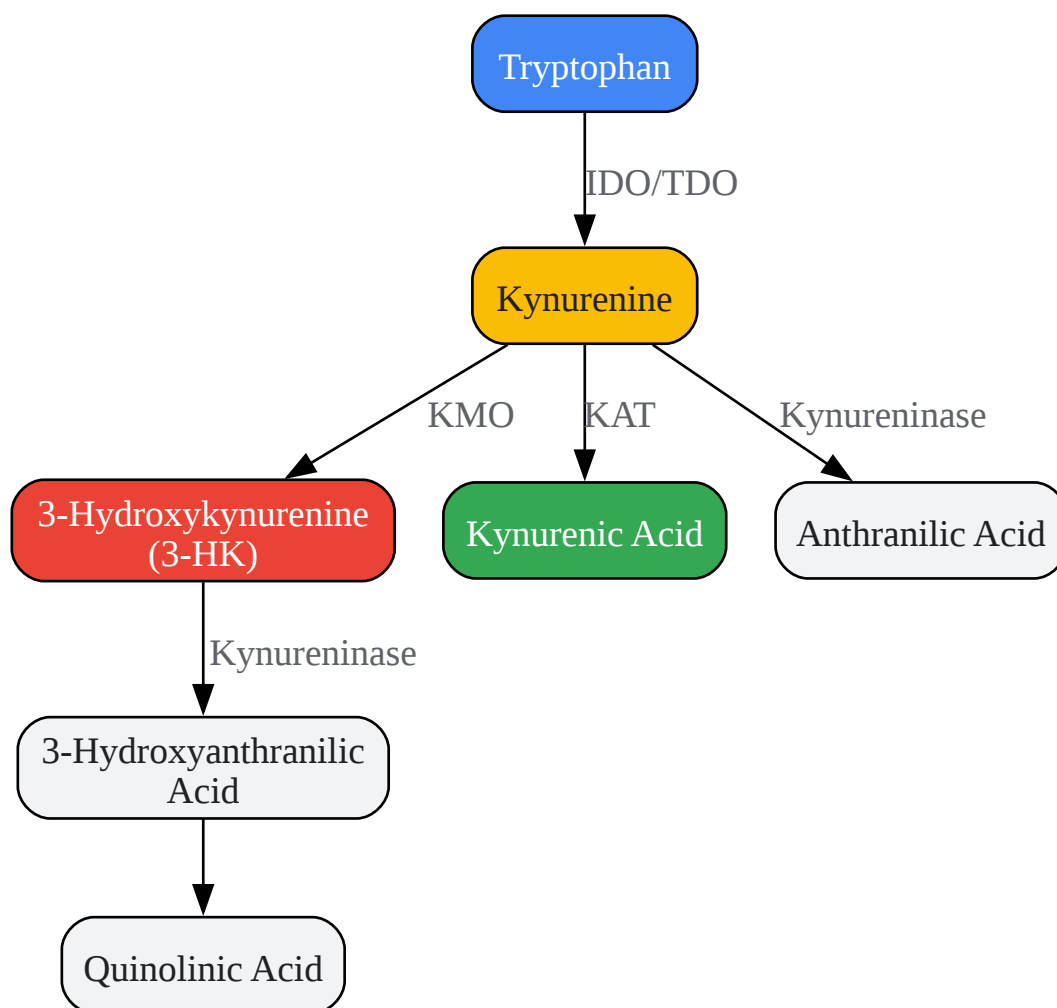 Tryptophan
IDO/TDO
Kynurenine
KMO
KAT
Kynureninase
3-Hydroxykynurenine
(3-HK)
Kynurenic Acid
Anthranilic Acid
Kynureninase
3-Hydroxyanthranilic
Acid
Quinolinic Acid